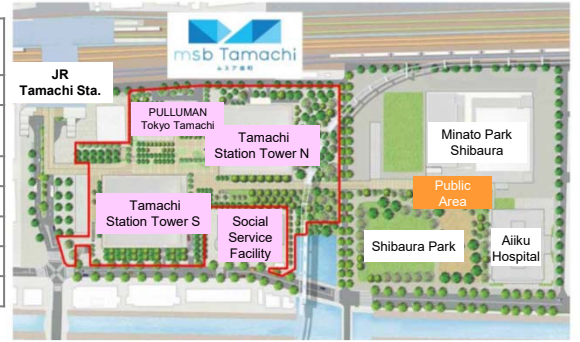 msb Tamachi
ムスブ田町
JR
Tamachi Sta.
PULLUMAN
Tokyo Tamachi
Tamachi
Station Tower N
Minato Park
Shibaura
Public
Area
Tamachi
Station Tower S
Social
Service
Facility
Shibaura Park
Aiiku
Hospital